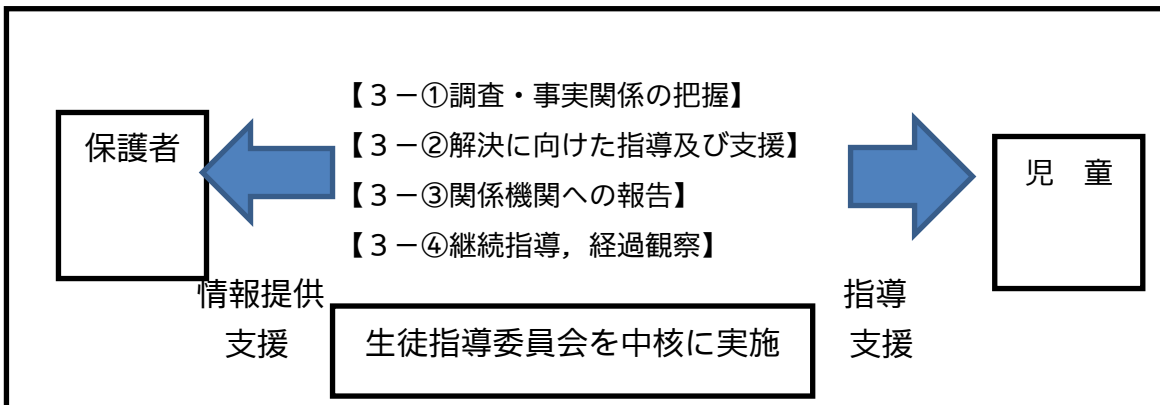 【３－①調査・事実関係の把握】
保護者
【３－②解決に向けた指導及び支援】
児　童
【３－③関係機関への報告】
【３－④継続指導，経過観察】
情報提供
支援
生徒指導委員会を中核に実施
指導
支援